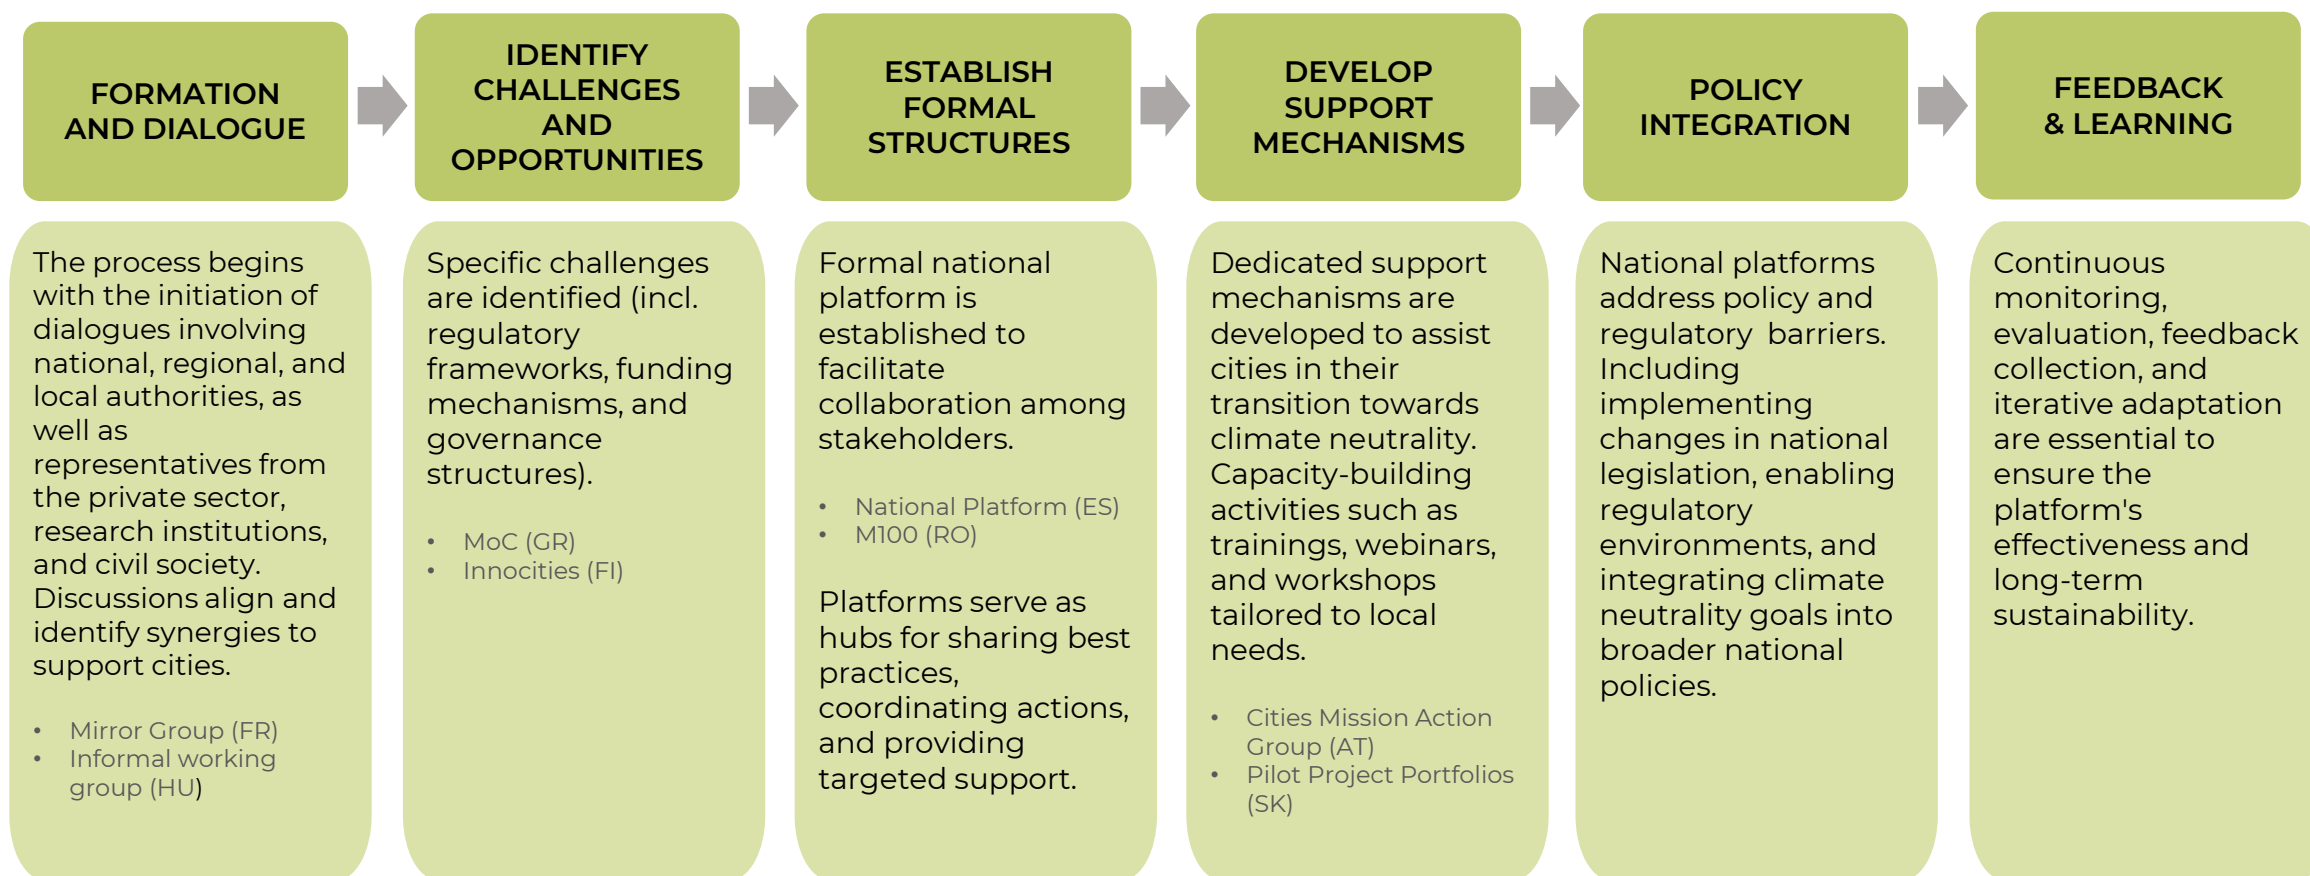 FORMATION
AND DIALOGUE
IDENTIFY
CHALLENGES
AND
OPPORTUNITIES
ESTABLISH
FORMAL
STRUCTURES
DEVELOP
SUPPORT
MECHANISMS
POLICY
INTEGRATION
FEEDBACK
& LEARNING
The process begins
with the initiation of
dialogues involving
national, regional, and
local authorities, as
well as
representatives from
the private sector,
research institutions,
and civil society.
Discussions align and
identify synergies to
support cities.
• Mirror Group (FR)
• Informal working
group (HU)
Specific challenges
are identified (incl.
regulatory
frameworks, funding
mechanisms, and
governance
structures).
• MoC (GR)
• Innocities (FI)
Formal national
platform is
established to
facilitate
collaboration among
stakeholders.
• National Platform (ES)
• M100 (RO)
Platforms serve as
hubs for sharing best
practices,
coordinating actions,
and providing
targeted support.
Dedicated support
mechanisms are
developed to assist
cities in their
transition towards
climate neutrality.
Capacity-building
activities such as
trainings, webinars,
and workshops
tailored to local
needs.
• Cities Mission Action
Group (AT)
• Pilot Project Portfolios
(SK)
National platforms
address policy and
regulatory  barriers.
Including
implementing
changes in national
legislation, enabling
regulatory
environments, and
integrating climate
neutrality goals into
broader national
policies.
Continuous
monitoring,
evaluation, feedback
collection, and
iterative adaptation
are essential to
ensure the
platform's
effectiveness and
long-term
sustainability.